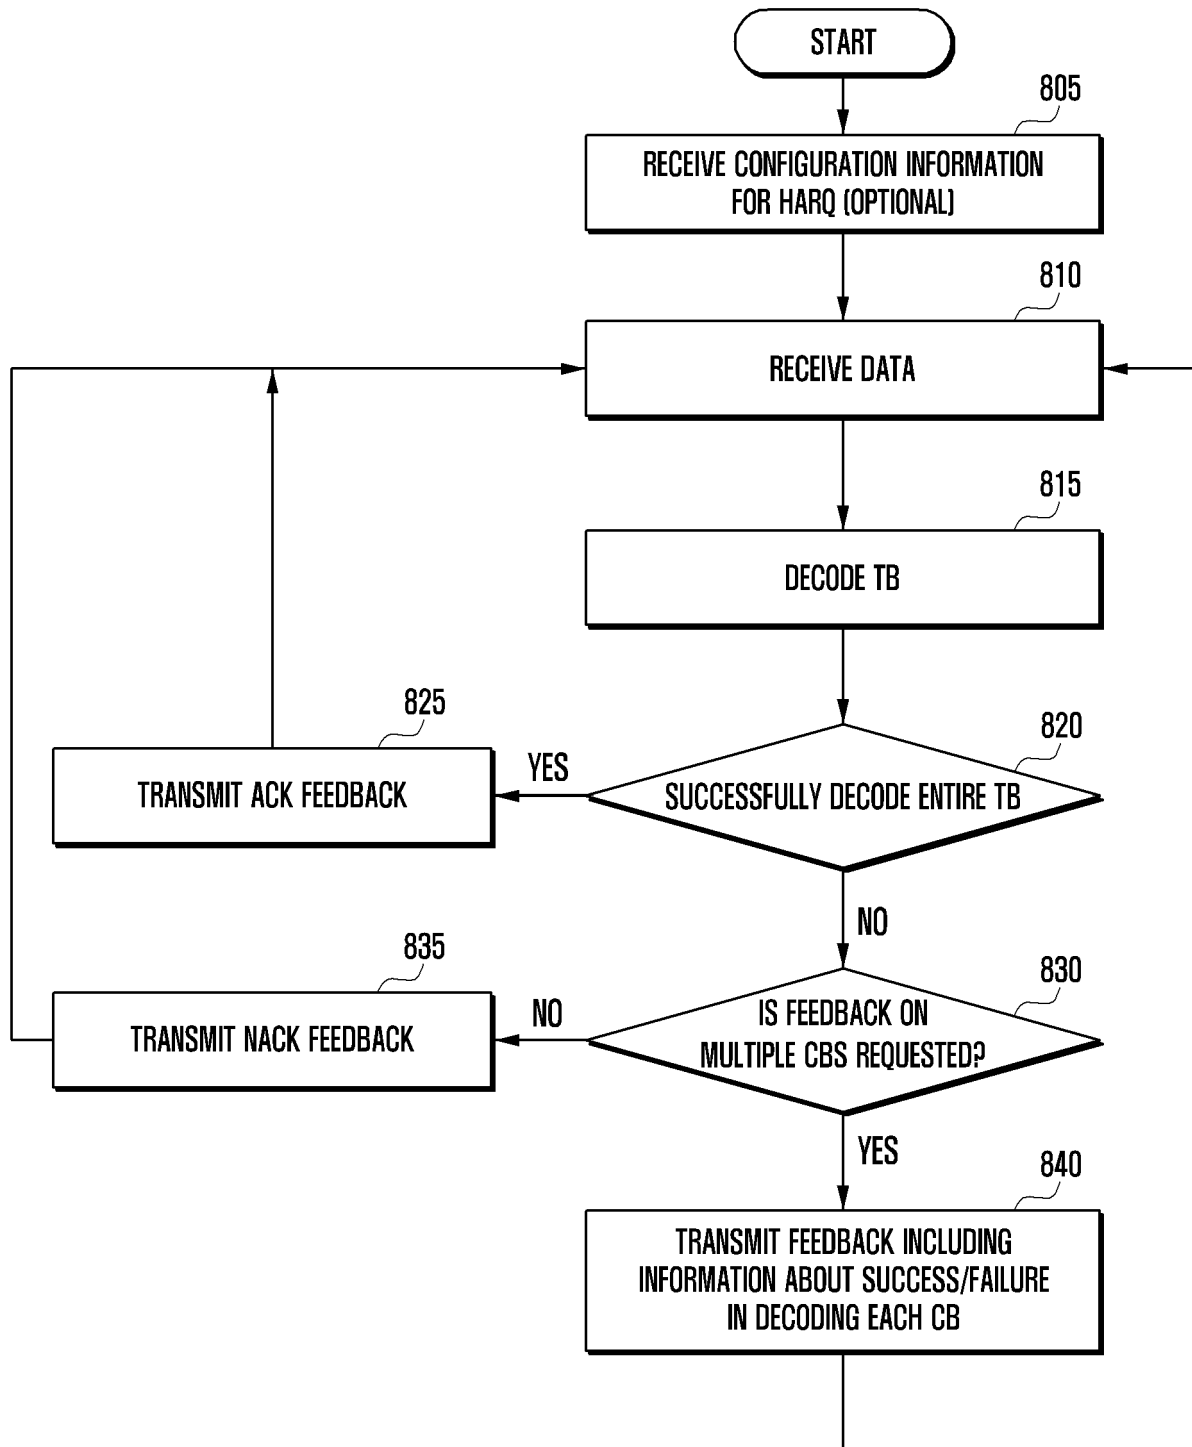 START
805
RECEIVE CONFIGURATION INFORMATION
FOR HARQ (OPTIONAL)
810
RECEIVE DATA
815
DECODE TB
825
820
YES
TRANSMIT ACK FEEDBACK
SUCCESSFULLY DECODE ENTIRE TB
NO
835
830
NO
TRANSMIT NACK FEEDBACK
IS FEEDBACK ON
MULTIPLE CBS REQUESTED?
YES
840
TRANSMIT FEEDBACK INCLUDING
INFORMATION ABOUT SUCCESS/FAILURE
IN DECODING EACH CB